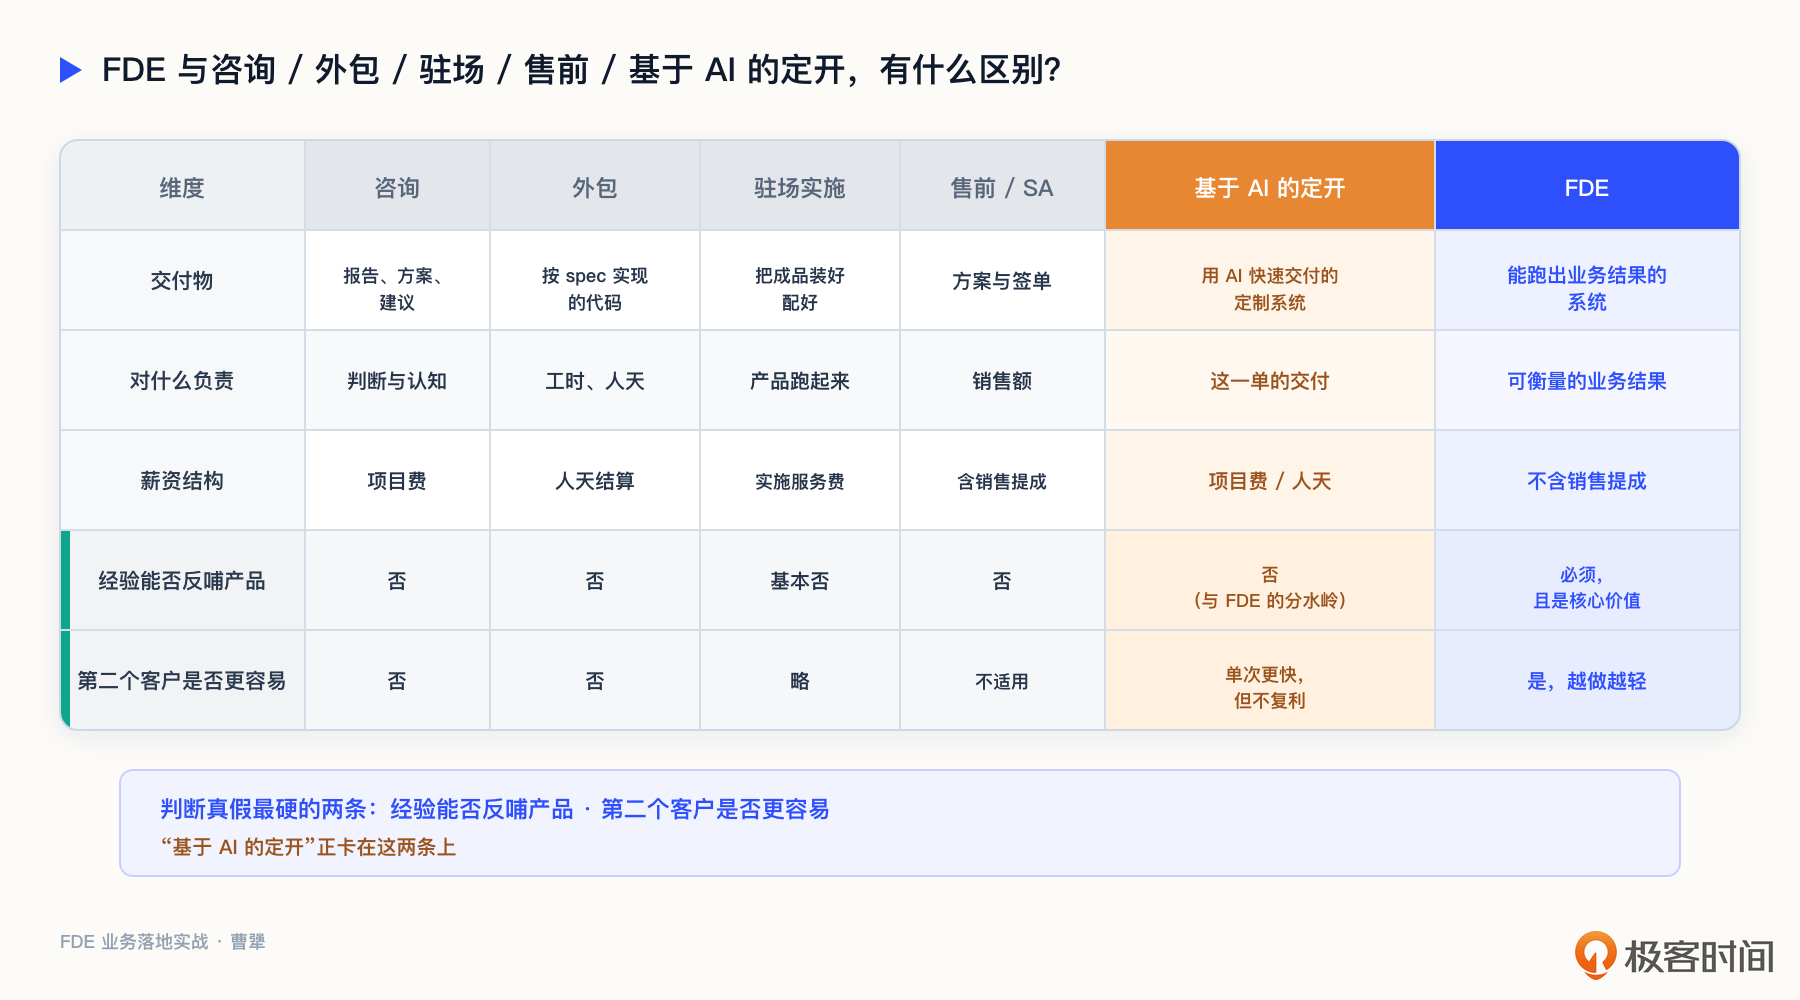 FDE 与咨询 / 外包 / 驻场 / 售前 / 基于 AI 的定开，有什么区别？
维度 咨询 外包 驻场实施 售前 / SA 基于 AI 的定开 FDE
交付物 报告、方案、建议 按 spec 实现的代码 把成品装好配好 方案与签单 用 AI 快速交付的定制系统 能跑出业务结果的系统
对什么负责 判断与认知 工时、人天 产品跑起来 销售额 这一单的交付 可衡量的业务结果
薪资结构 项目费 人天结算 实施服务费 含销售提成 项目费 / 人天 不含销售提成
经验能否反哺产品 否 否 基本否 否 否（与 FDE 的分水岭） 必须，且是核心价值
第二个客户是否更容易 否 否 略 不适用 单次更快，但不复利 是，越做越轻
判断真假最硬的两条：经验能否反哺产品 · 第二个客户是否更容易
“基于 AI 的定开”正卡在这两条上
FDE 业务落地实战 · 曹犟
极客时间